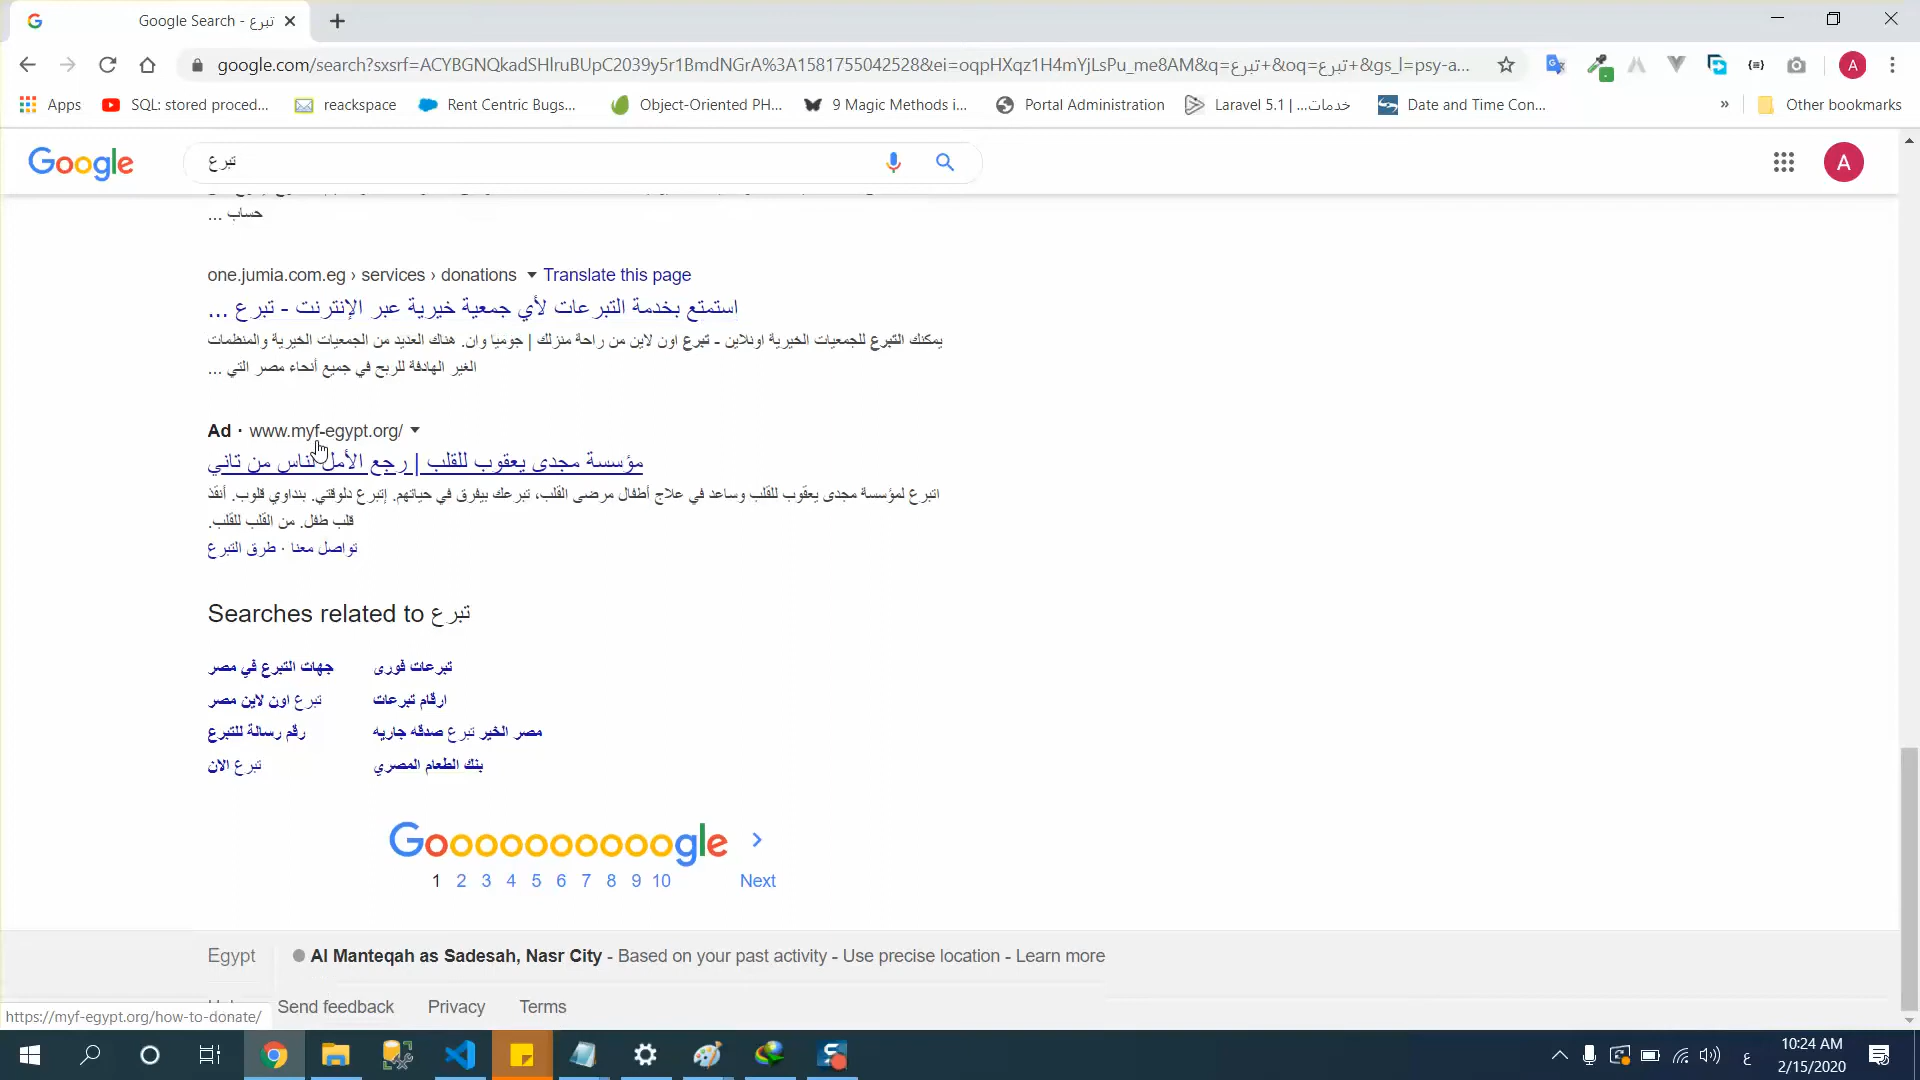 Google Search - تبرع
google.com/search?sxsrf=ACYBGNQkadSHlruBUpC2039y5r1BmdNGrA%3A1581755042528&ei=oqpHXqz1H4mYjLsPu_me8AM&q=تبرع+&oq=تبرع+&gs_l=psy-a...
Apps SQL: stored proced... reackspace Rent Centric Bugs... Object-Oriented PH... 9 Magic Methods i... Portal Administration Laravel 5.1 | ...خدمات Date and Time Con... » Other bookmarks
Google تبرع A
حساب ...
one.jumia.com.eg › services › donations Translate this page
استمتع بخدمة التبرعات لأي جمعية خيرية عبر الإنترنت - تبرع ...
يمكنك التبرع للجمعيات الخيرية اونلاين - تبرع اون لاين من راحة منزلك | جوميا وان. هناك العديد من الجمعيات الخيرية والمنظمات
الغير الهادفة للربح في جميع أنحاء مصر التي ...
Ad · www.myf-egypt.org/
مؤسسة مجدى يعقوب للقلب | رجع الأمل لناس من تاني
اتبرع لمؤسسة مجدى يعقوب للقلب وساعد في علاج أطفال مرضى القلب، تبرعك بيفرق في حياتهم. إتبرع دلوقتي. بنداوي قلوب. أنقذ
قلب طفل. من القلب للقلب.
تواصل معنا · طرق التبرع
Searches related to تبرع
جهات التبرع في مصر تبرعات فورى
تبرع اون لاين مصر ارقام تبرعات
رقم رسالة للتبرع مصر الخير تبرع صدقه جاريه
تبرع الان بنك الطعام المصري
Goooooooooogle
1 2 3 4 5 6 7 8 9 10 Next
Egypt Al Manteqah as Sadesah, Nasr City - Based on your past activity - Use precise location - Learn more
Send feedback Privacy Terms
https://myf-egypt.org/how-to-donate/
ع 10:24 AM
2/15/2020